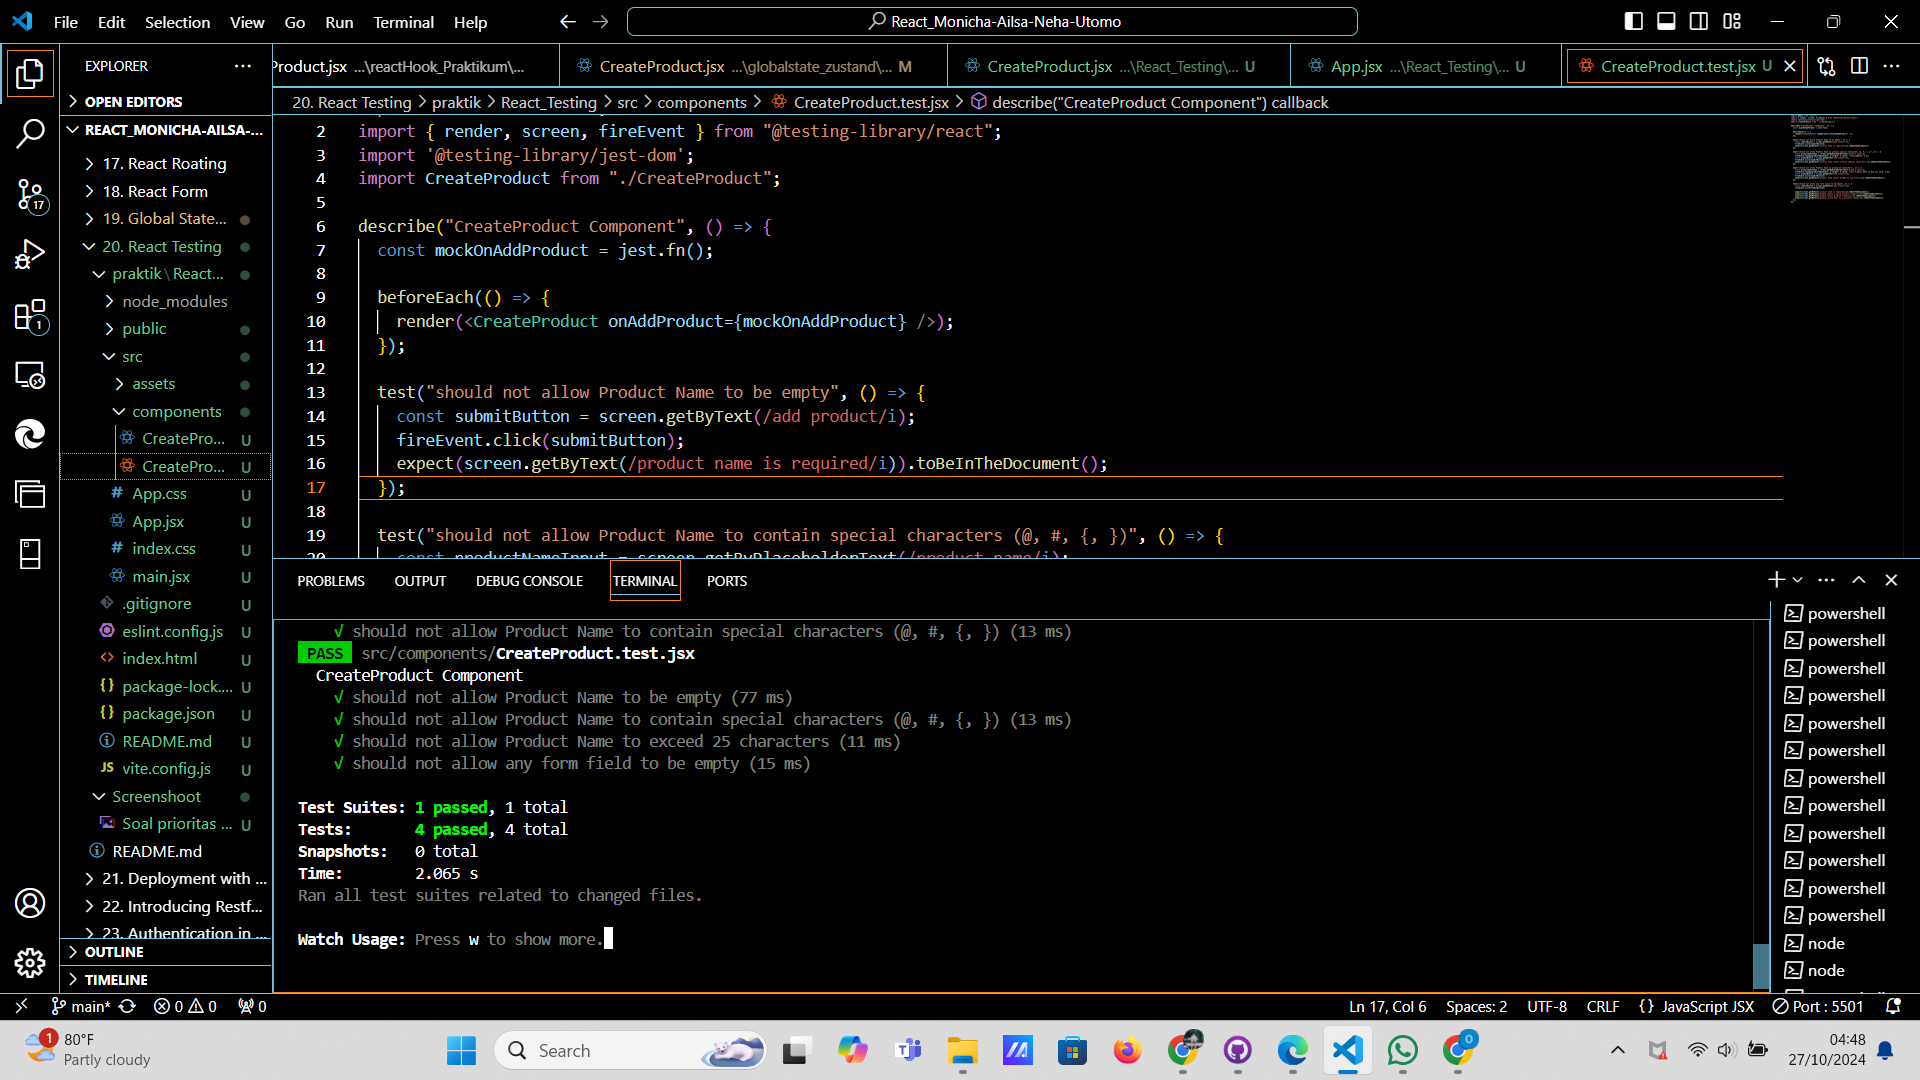 File Edit Selection View Go Run Terminal Help
React_Monicha-Ailsa-Neha-Utomo
EXPLORER
OPEN EDITORS
REACT_MONICHA-AILSA-...
17. React Roating
18. React Form
19. Global State...
20. React Testing
praktik\React...
node_modules
public
src
assets
components
CreatePro... U
CreatePro... U
App.css U
App.jsx U
index.css U
main.jsx U
.gitignore U
eslint.config.js U
index.html U
package-lock.... U
package.json U
README.md U
vite.config.js U
Screenshoot
Soal prioritas ... U
README.md
21. Deployment with ...
22. Introducing Restf...
23. Authentication in ...
OUTLINE
TIMELINE
17
1
Product.jsx ...\reactHook_Praktikum\...
CreateProduct.jsx ...\globalstate_zustand\... M
CreateProduct.jsx ...\React_Testing\... U
App.jsx ...\React_Testing\... U
CreateProduct.test.jsx U
20. React Testing > praktik > React_Testing > src > components > CreateProduct.test.jsx > describe("CreateProduct Component") callback
2 import { render, screen, fireEvent } from "@testing-library/react";
3 import '@testing-library/jest-dom';
4 import CreateProduct from "./CreateProduct";
5
6 describe("CreateProduct Component", () => {
7 const mockOnAddProduct = jest.fn();
8
9 beforeEach(() => {
10 render(<CreateProduct onAddProduct={mockOnAddProduct} />);
11 });
12
13 test("should not allow Product Name to be empty", () => {
14 const submitButton = screen.getByText(/add product/i);
15 fireEvent.click(submitButton);
16 expect(screen.getByText(/product name is required/i)).toBeInTheDocument();
17 });
18
19 test("should not allow Product Name to contain special characters (@, #, {, })", () => {
20 const productNameInput = screen.getByPlaceholderText(/product name/i);
PROBLEMS OUTPUT DEBUG CONSOLE TERMINAL PORTS
√ should not allow Product Name to contain special characters (@, #, {, }) (13 ms)
PASS src/components/CreateProduct.test.jsx
CreateProduct Component
√ should not allow Product Name to be empty (77 ms)
√ should not allow Product Name to contain special characters (@, #, {, }) (13 ms)
√ should not allow Product Name to exceed 25 characters (11 ms)
√ should not allow any form field to be empty (15 ms)
Test Suites: 1 passed, 1 total
Tests: 4 passed, 4 total
Snapshots: 0 total
Time: 2.065 s
Ran all test suites related to changed files.
Watch Usage: Press w to show more.
powershell
powershell
powershell
powershell
powershell
powershell
powershell
powershell
powershell
powershell
powershell
powershell
node
node
main* 0 0 0
Ln 17, Col 6 Spaces: 2 UTF-8 CRLF {} JavaScript JSX Port : 5501
1
80°F
Partly cloudy
Search
04:48
27/10/2024